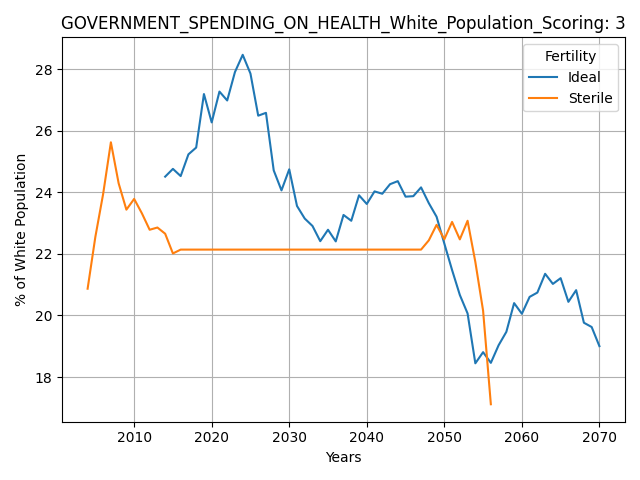 GOVERNMENT_SPENDING_ON_HEALTH_White_Population_Scoring: 3
Fertility
Ideal
Sterile
% of White Population
28
26
24
22
20
18
2010 2020 2030 2040 2050 2060 2070
Years